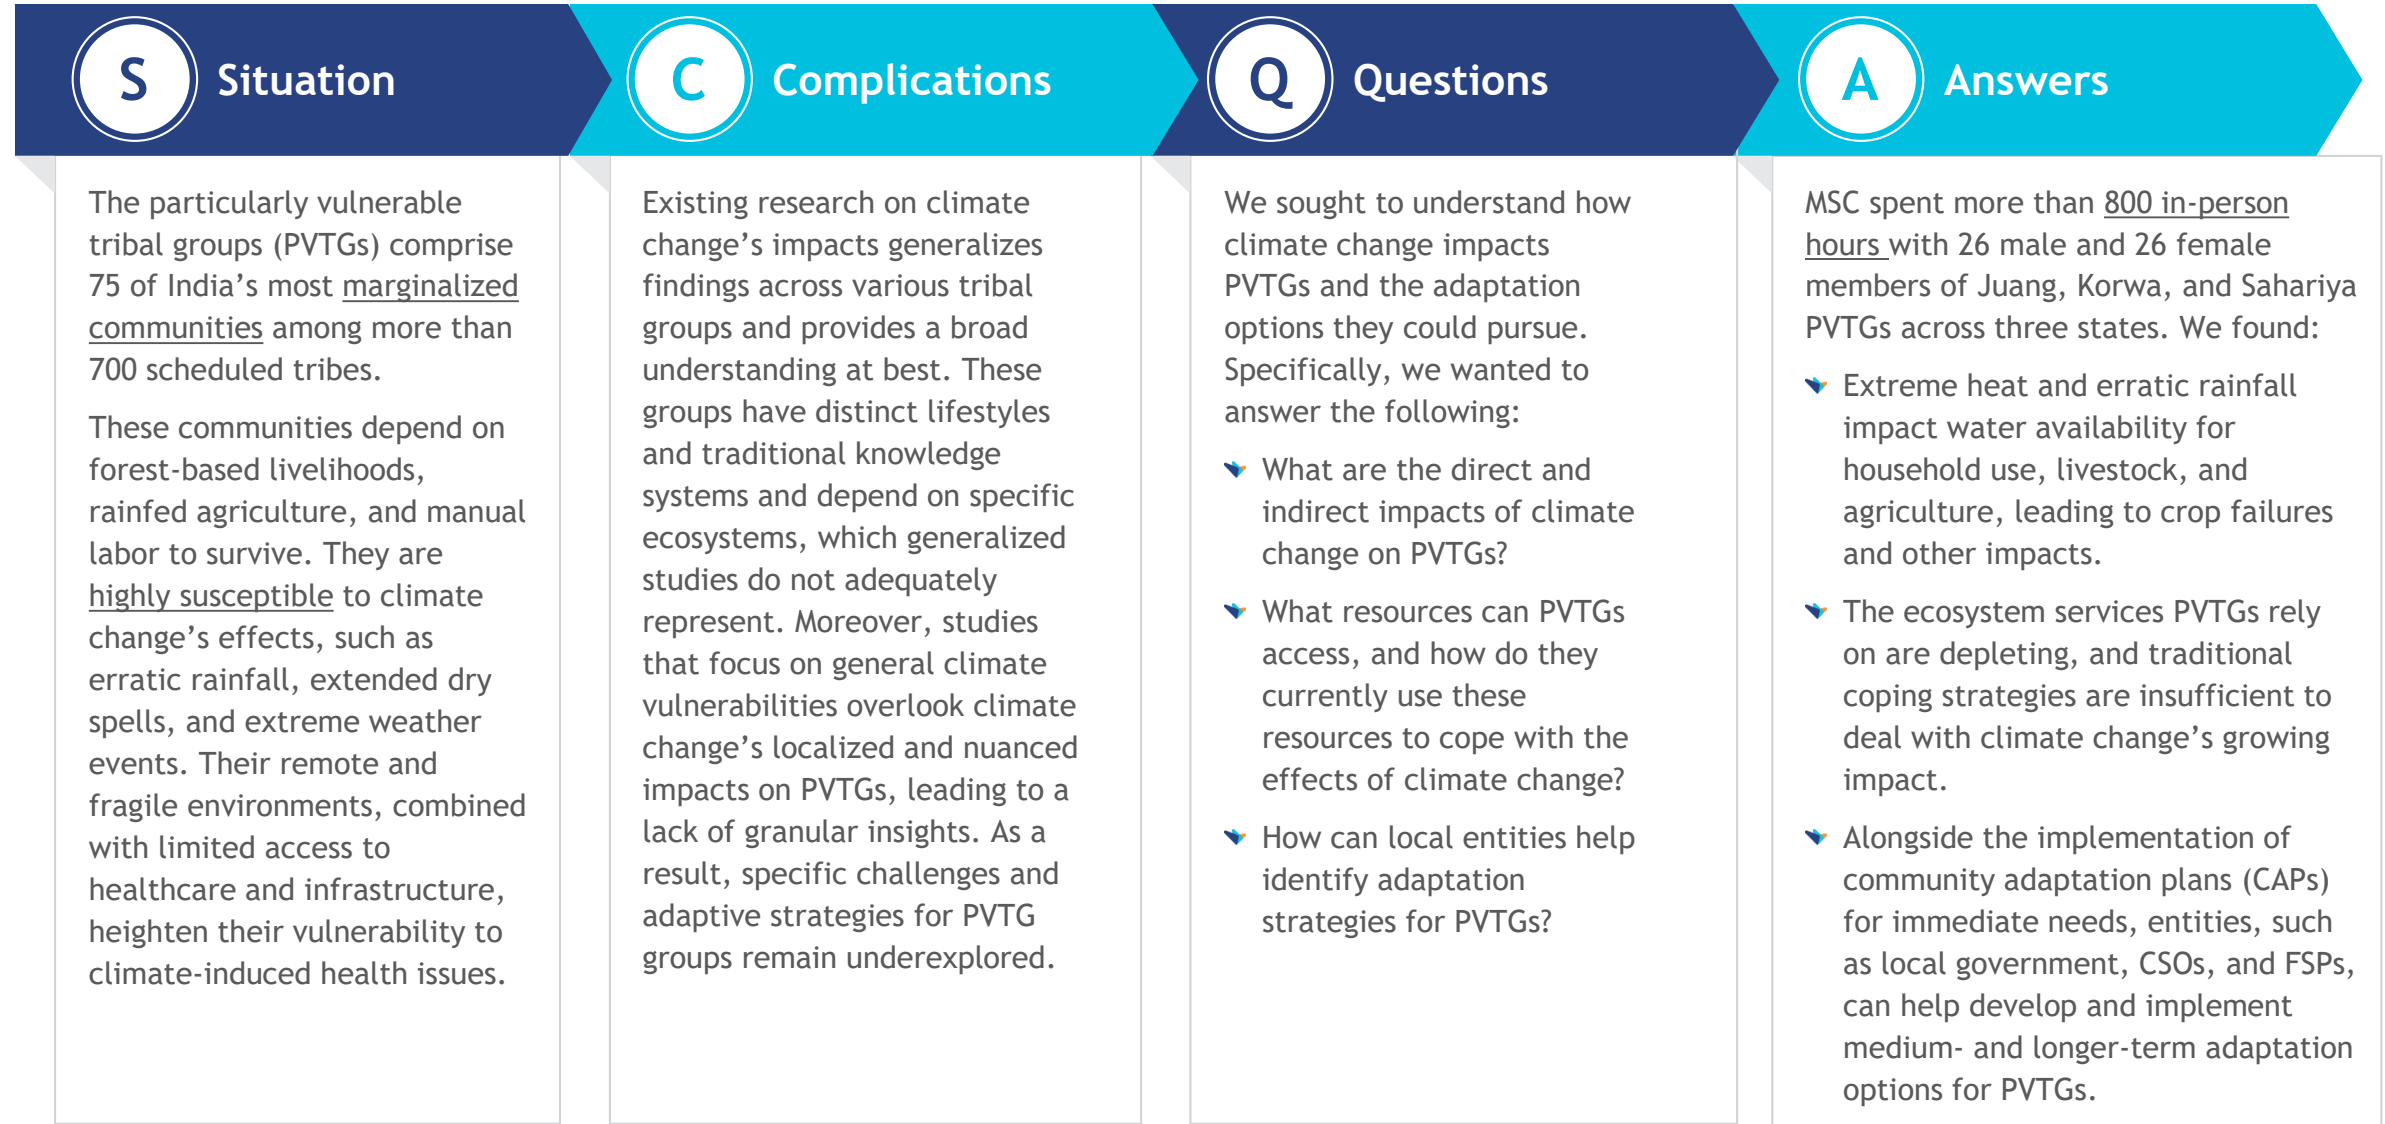 S
Situation
The particularly vulnerable
tribal groups (PVTGs) comprise
75 of India’s most marginalized
communities among more than
700 scheduled tribes.
These communities depend on
forest-based livelihoods,
rainfed agriculture, and manual
labor to survive. They are
highly susceptible to climate
change’s effects, such as
erratic rainfall, extended dry
spells, and extreme weather
events. Their remote and
fragile environments, combined
with limited access to
healthcare and infrastructure,
heighten their vulnerability to
climate-induced health issues.
C
Complications
Existing research on climate
change’s impacts generalizes
findings across various tribal
groups and provides a broad
understanding at best. These
groups have distinct lifestyles
and traditional knowledge
systems and depend on specific
ecosystems, which generalized
studies do not adequately
represent. Moreover, studies
that focus on general climate
vulnerabilities overlook climate
change’s localized and nuanced
impacts on PVTGs, leading to a
lack of granular insights. As a
result, specific challenges and
adaptive strategies for PVTG
groups remain underexplored.
Q
Questions
We sought to understand how
climate change impacts
PVTGs and the adaptation
options they could pursue.
Specifically, we wanted to
answer the following:
What are the direct and
indirect impacts of climate
change on PVTGs?
What resources can PVTGs
access, and how do they
currently use these
resources to cope with the
effects of climate change?
How can local entities help
identify adaptation
strategies for PVTGs?
A
Answers
MSC spent more than 800 in-person
hours with 26 male and 26 female
members of Juang, Korwa, and Sahariya
PVTGs across three states. We found:
Extreme heat and erratic rainfall
impact water availability for
household use, livestock, and
agriculture, leading to crop failures
and other impacts.
The ecosystem services PVTGs rely
on are depleting, and traditional
coping strategies are insufficient to
deal with climate change’s growing
impact.
Alongside the implementation of
community adaptation plans (CAPs)
for immediate needs, entities, such
as local government, CSOs, and FSPs,
can help develop and implement
medium- and longer-term adaptation
options for PVTGs.